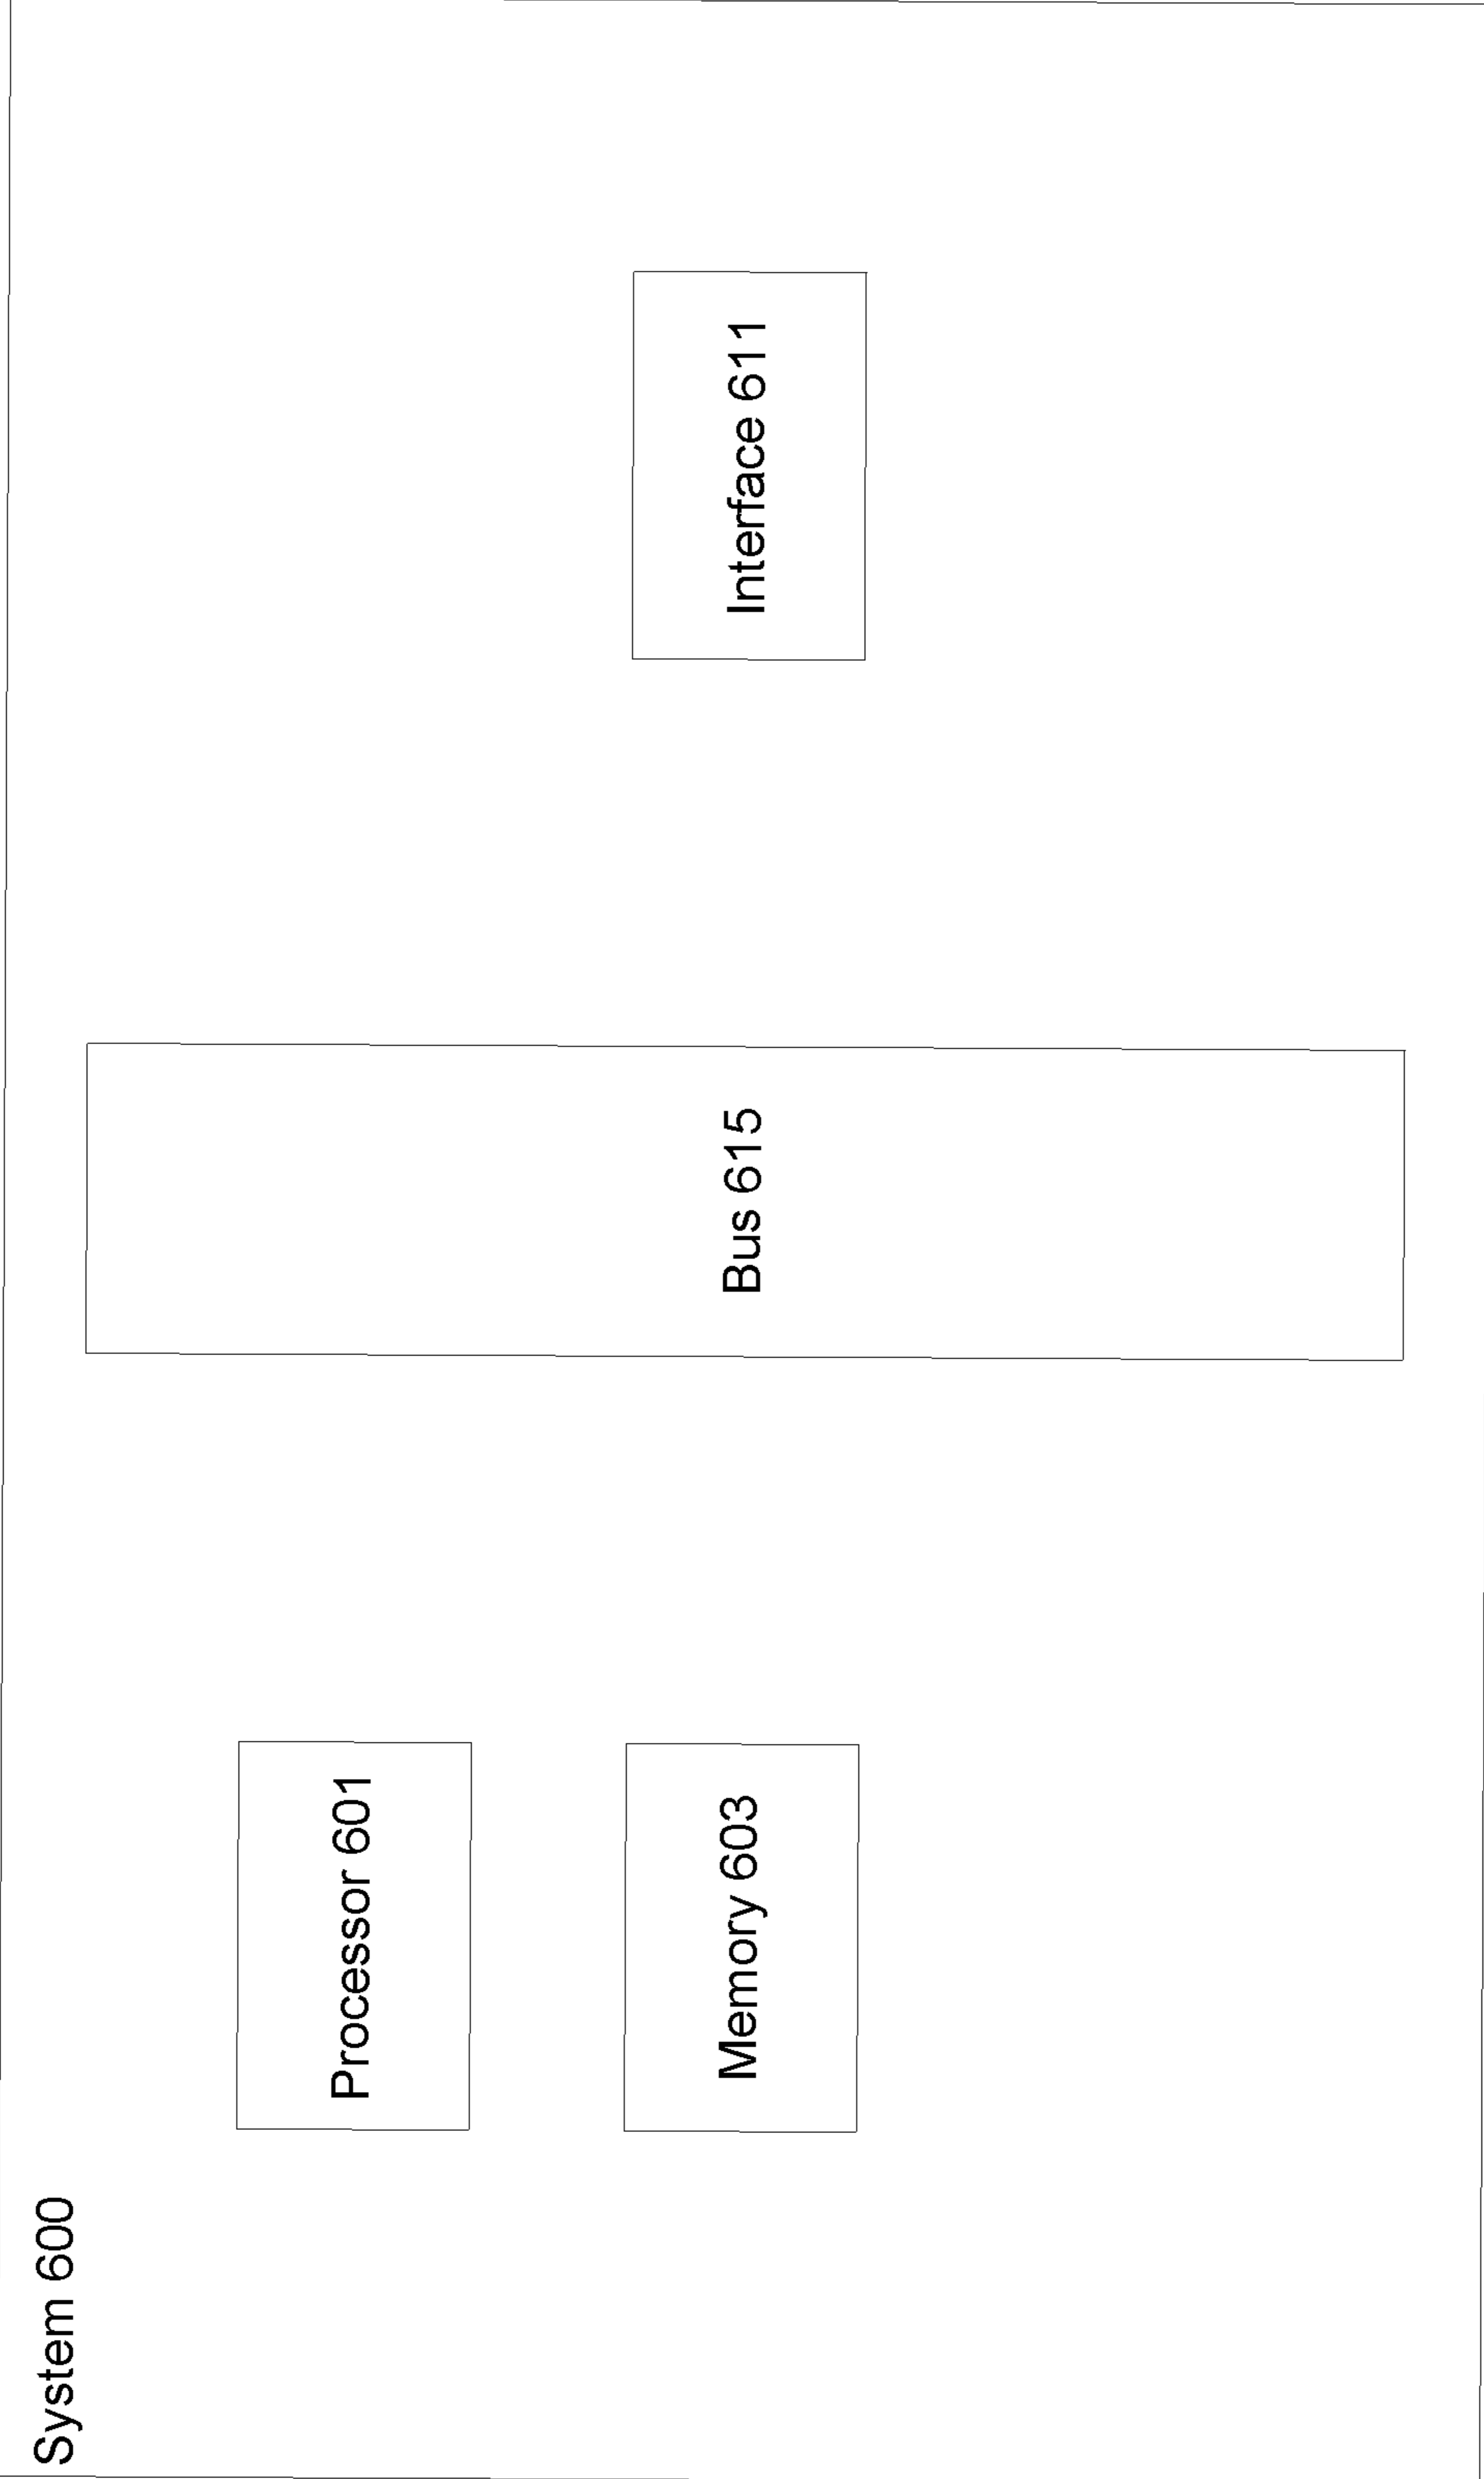 System 600
Processor 601
Memory 603
Bus 615
Interface 611